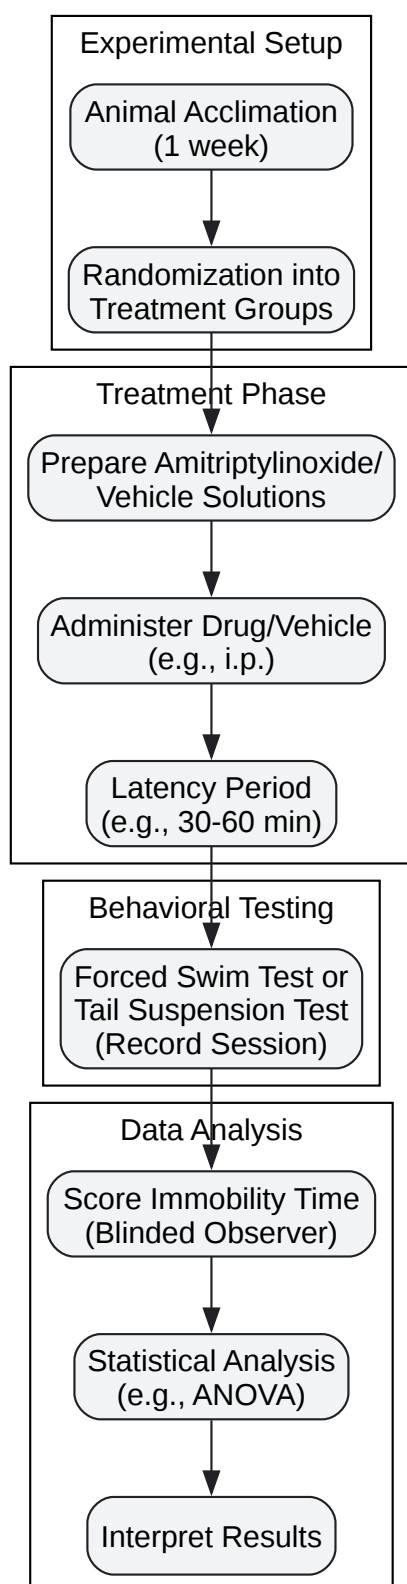 Experimental Setup
Animal Acclimation
(1 week)
Randomization into
Treatment Groups
Treatment Phase
Prepare Amitriptylinoxide/
Vehicle Solutions
Administer Drug/Vehicle
(e.g., i.p.)
Latency Period
(e.g., 30-60 min)
Behavioral Testing
Forced Swim Test or
Tail Suspension Test
(Record Session)
Data Analysis
Score Immobility Time
(Blinded Observer)
Statistical Analysis
(e.g., ANOVA)
Interpret Results